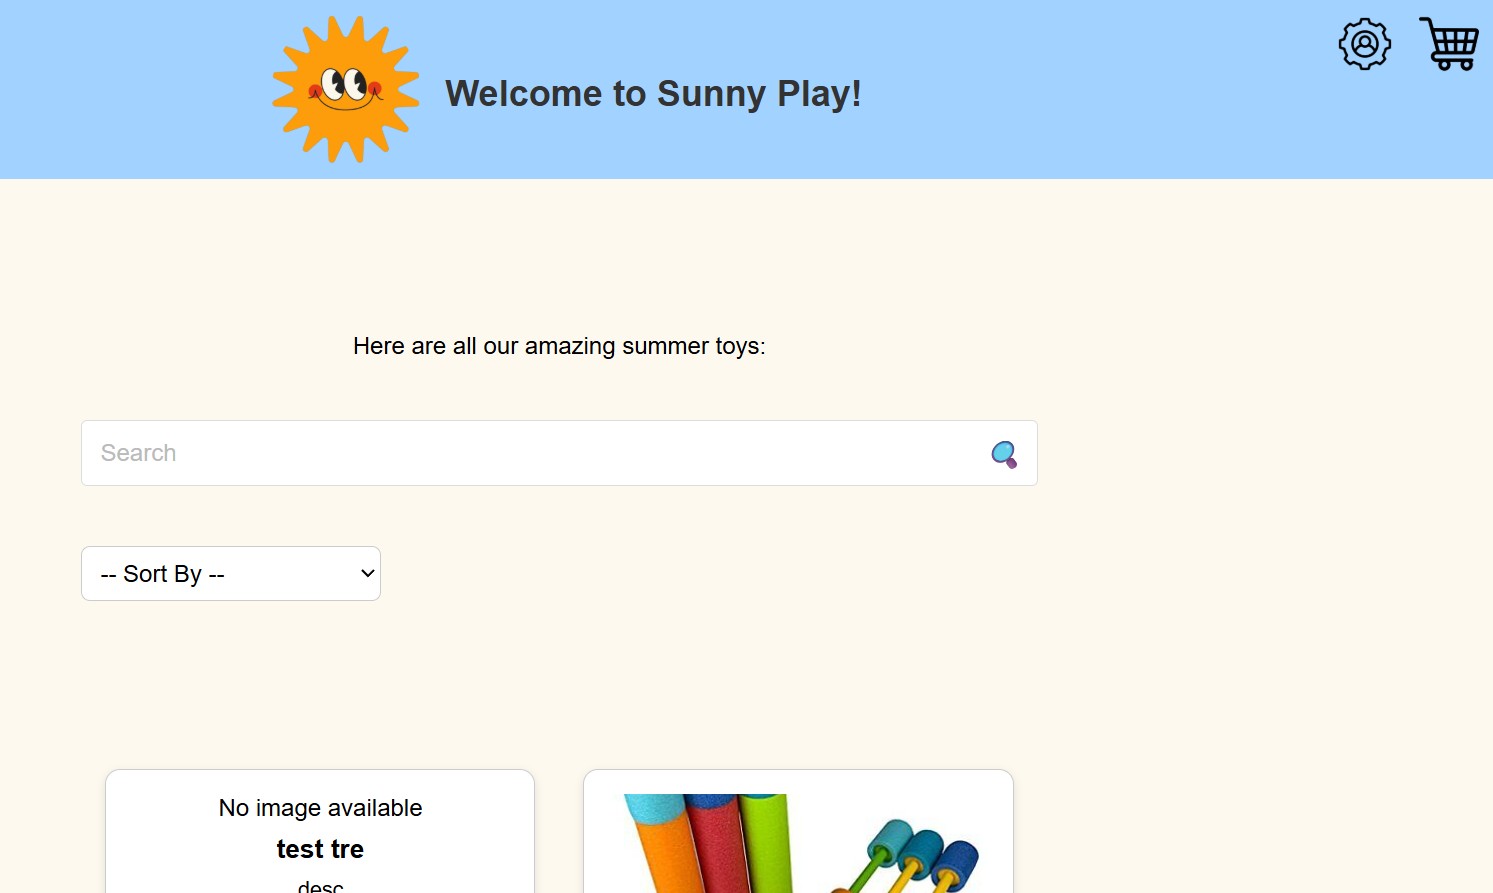 Welcome to Sunny Play!
Here are all our amazing summer toys:
Search
-- Sort By --
No image available
test tre
desc